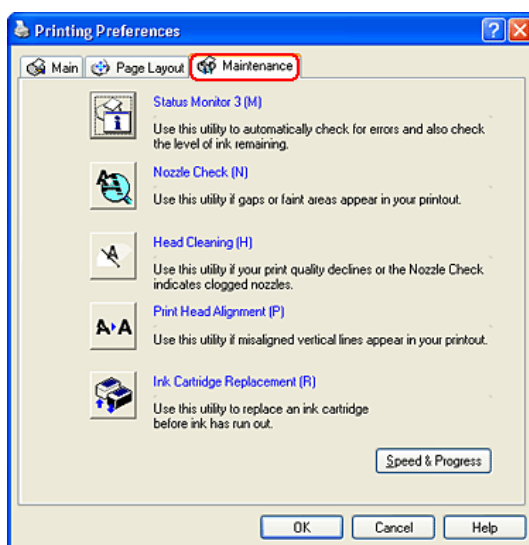 Printing Preferences
Main
Page Layout
Maintenance
Status Monitor 3 (M)
Use this utility to automatically check for errors and also check
the level of ink remaining.
Nozzle Check (N)
Use this utility if gaps or faint areas appear in your printout.
Head Cleaning (H)
Use this utility if your print quality declines or the Nozzle Check
indicates clogged nozzles.
Print Head Alignment (P)
Use this utility if misaligned vertical lines appear in your printout.
Ink Cartridge Replacement (R)
Use this utility to replace an ink cartridge
before ink has run out.
Speed & Progress
OK
Cancel
Help